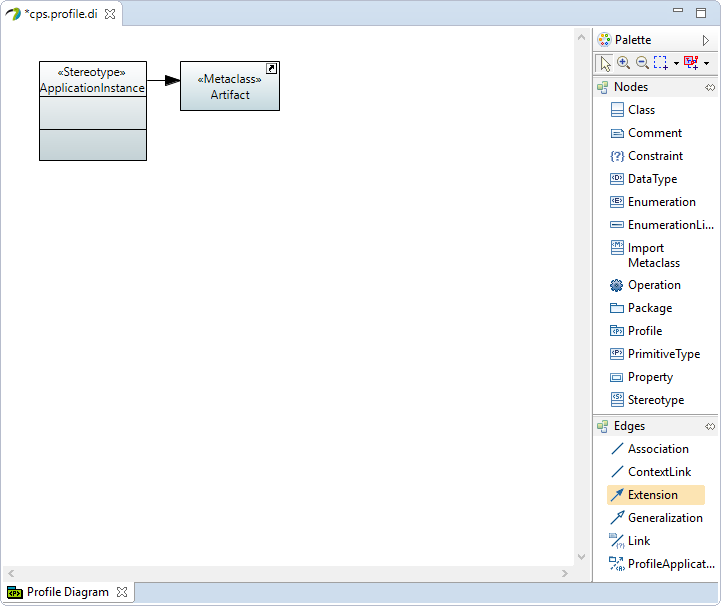 *cps.profile.di
«Stereotype»
ApplicationInstance
«Metaclass»
Artifact
Palette
Nodes
Class
Comment
Constraint
DataType
Enumeration
EnumerationLi...
Import
Metaclass
Operation
Package
Profile
PrimitiveType
Property
Stereotype
Edges
Association
ContextLink
Extension
Generalization
Link
ProfileApplicat...
Profile Diagram